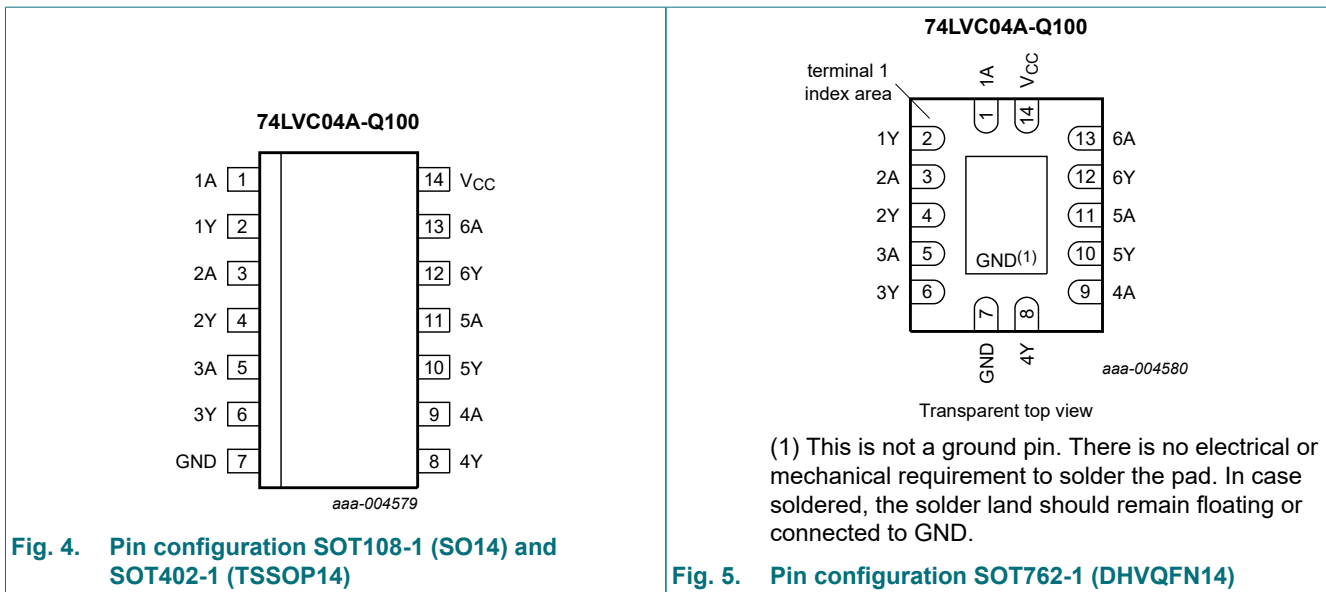 74LVC04A-Q100
1A 1
14 VCC
1Y 2
13 6A
2A 3
12 6Y
2Y 4
11 5A
3A 5
10 5Y
3Y 6
9 4A
GND 7
8 4Y
aaa-004579
Fig. 4. Pin configuration SOT108-1 (SO14) and
SOT402-1 (TSSOP14)
74LVC04A-Q100
terminal 1
index area
1A
VCC
1
14
1Y 2
13 6A
2A 3
12 6Y
2Y 4
11 5A
3A 5
10 5Y
3Y 6
9 4A
GND(1)
7
8
GND
4Y
aaa-004580
Transparent top view
(1) This is not a ground pin. There is no electrical or
mechanical requirement to solder the pad. In case
soldered, the solder land should remain floating or
connected to GND.
Fig. 5. Pin configuration SOT762-1 (DHVQFN14)